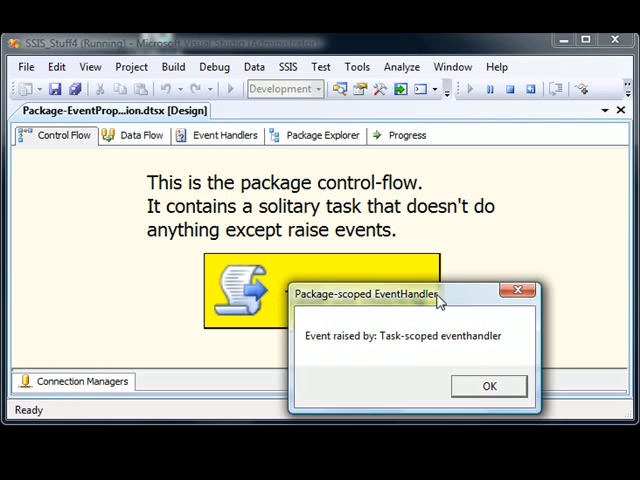 SSIS_Stuff4 (Running) - Microsoft Visual Studio (Administrator)
File Edit View Project Build Debug Data SSIS Test Tools Analyze Window Help
Development
Package-EventProp...ion.dtsx [Design]
Control Flow Data Flow Event Handlers Package Explorer Progress
This is the package control-flow.
It contains a solitary task that doesn't do
anything except raise events.
Package-scoped EventHandler
Event raised by: Task-scoped eventhandler
OK
Connection Managers
Ready